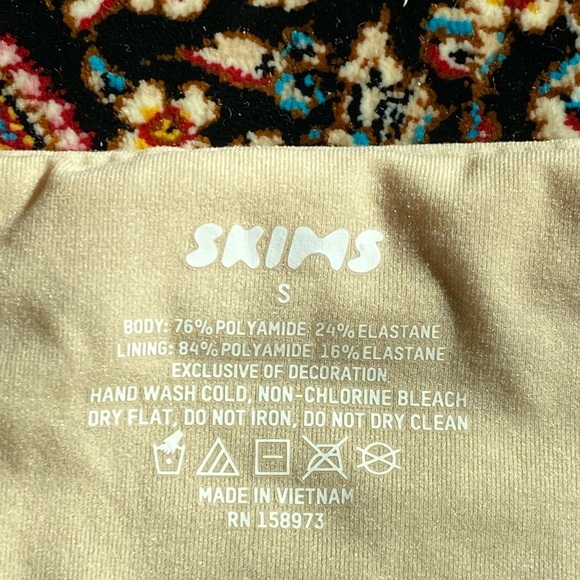 SKIMS
S
BODY: 76% POLYAMIDE 24% ELASTANE
LINING: 84% POLYAMIDE 16% ELASTANE
EXCLUSIVE OF DECORATION
HAND WASH COLD, NON-CHLORINE BLEACH
DRY FLAT, DO NOT IRON, DO NOT DRY CLEAN
MADE IN VIETNAM
RN 158973